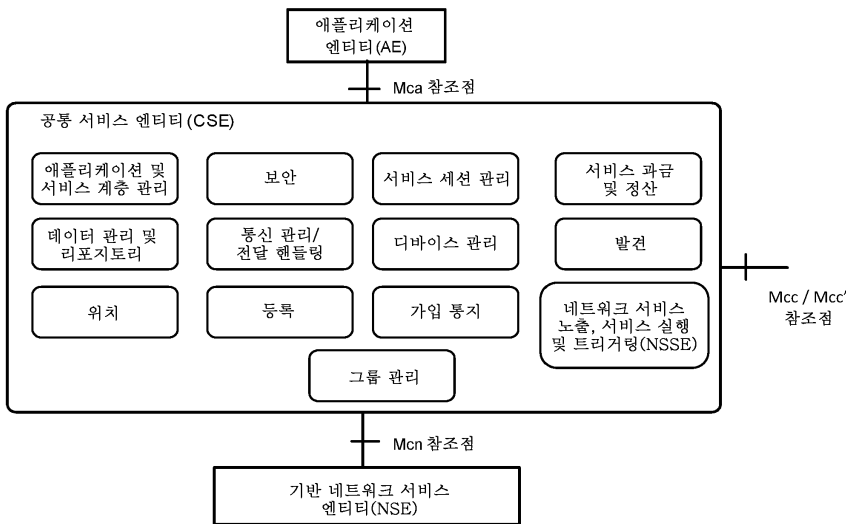 애플리케이션
엔티티(AE)
Mca 참조점
공통 서비스 엔티티(CSE)
애플리케이션 및
서비스 계층 관리
보안
서비스 세션 관리
서비스 과금
및 정산
데이터 관리 및
리포지토리
통신 관리/
전달 핸들링
디바이스 관리
발견
위치
등록
가입 통지
네트워크 서비스
노출, 서비스 실행
및 트리거링(NSSE)
그룹 관리
Mcc / Mcc'
참조점
Mcn 참조점
기반 네트워크 서비스
엔티티(NSE)